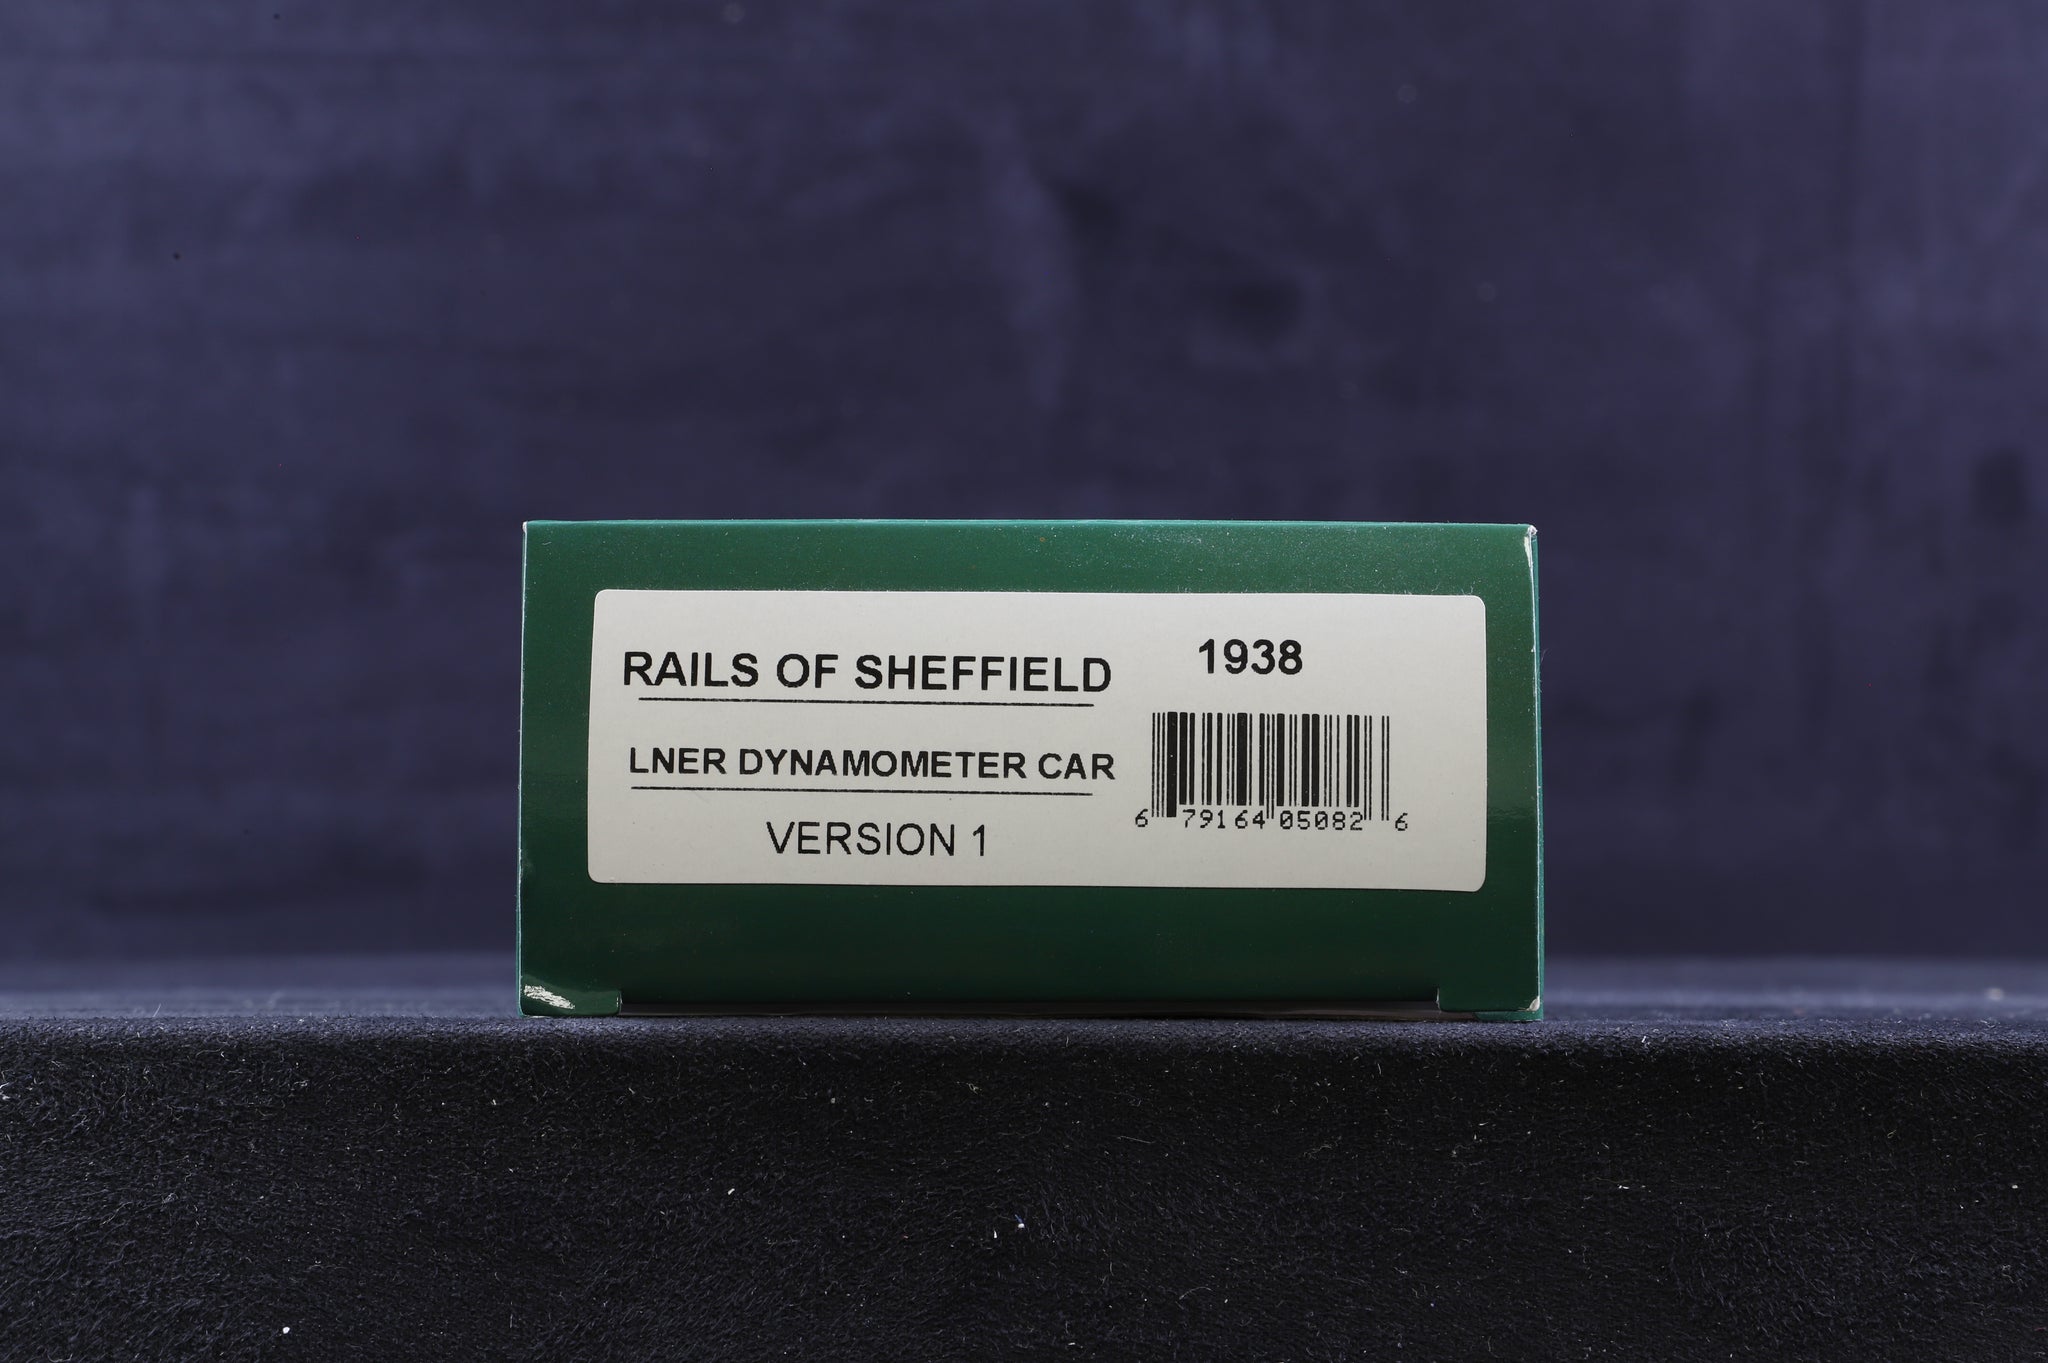 RAILS OF SHEFFIELD
LNER DYNAMOMETER CAR
VERSION 1
1938
6 79164 05082 6